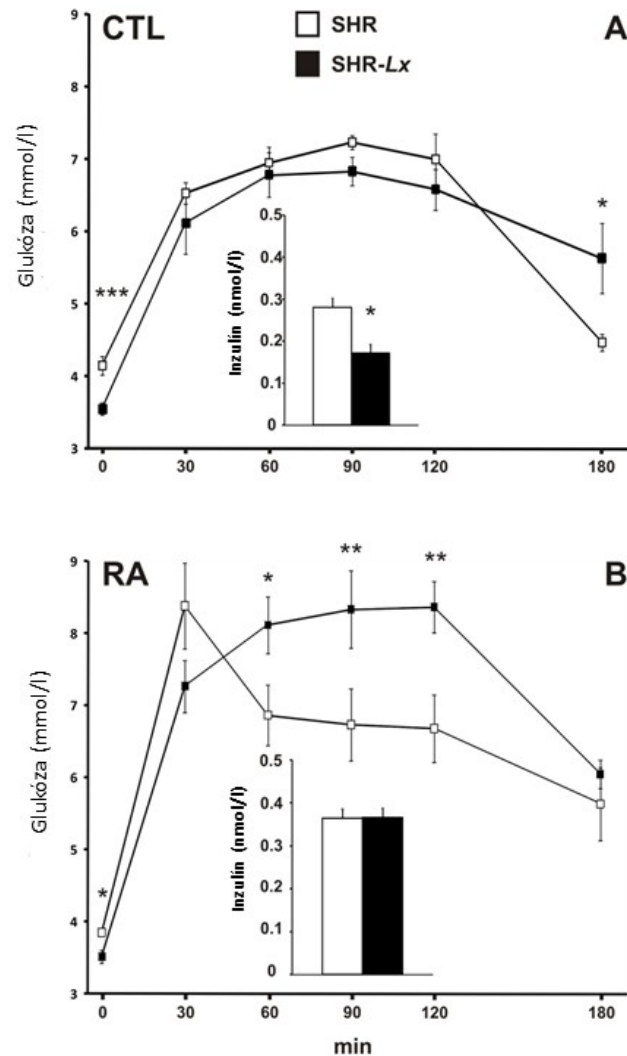 CTL
SHR
SHR-Lx
A
9
8
7
6
5
4
3
Glukóza (mmol/l)
***
*
0.5
0.4
0.3
0.2
0.1
0
Inzulín (nmol/l)
*
0 30 60 90 120 180
RA
B
9
8
7
6
5
4
3
Glukóza (mmol/l)
*
*
**
**
0.5
0.4
0.3
0.2
0.1
0
Inzulín (nmol/l)
0 30 60 90 120 180
min